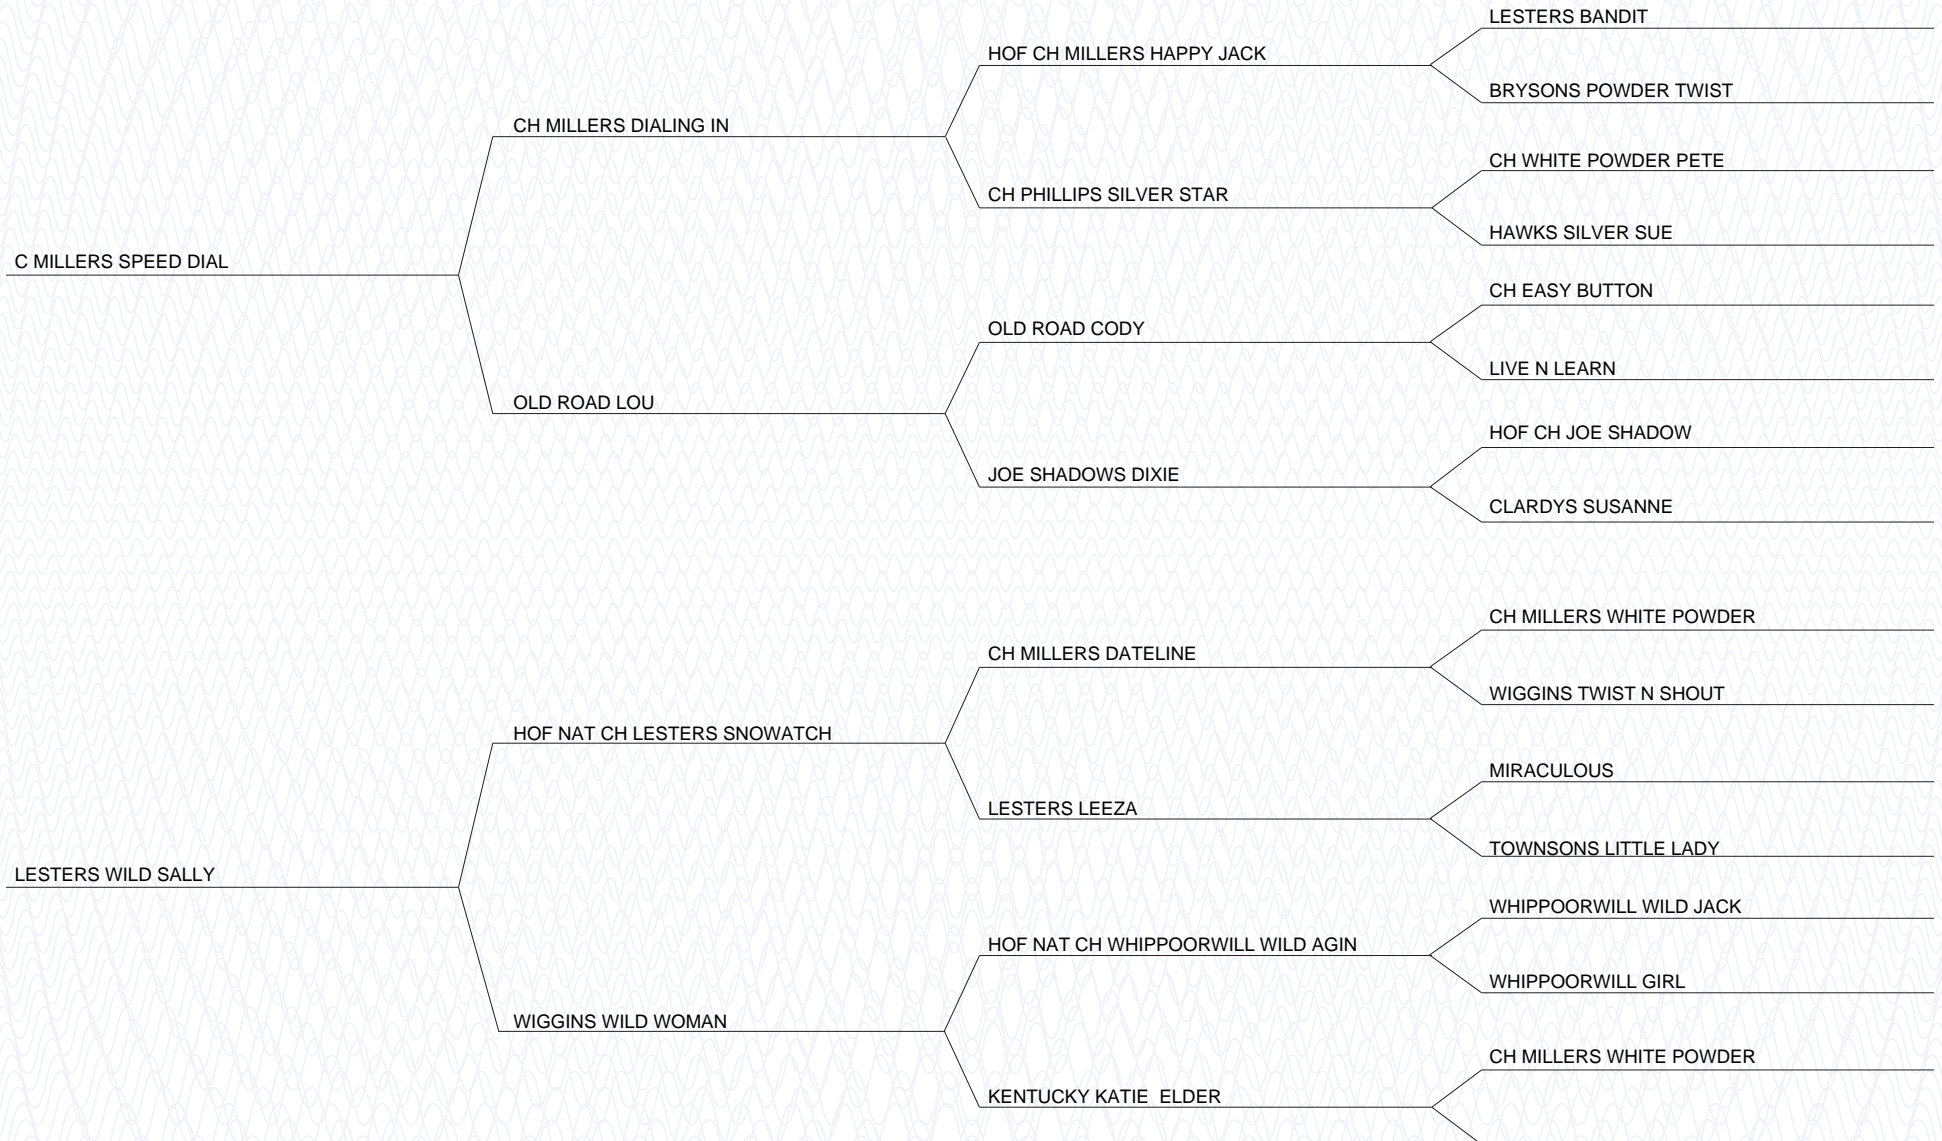 LESTERS BANDIT
HOF CH MILLERS HAPPY JACK
BRYSONS POWDER TWIST
CH MILLERS DIALING IN
CH WHITE POWDER PETE
CH PHILLIPS SILVER STAR
HAWKS SILVER SUE
C MILLERS SPEED DIAL
CH EASY BUTTON
OLD ROAD CODY
LIVE N LEARN
OLD ROAD LOU
HOF CH JOE SHADOW
JOE SHADOWS DIXIE
CLARDYS SUSANNE
CH MILLERS WHITE POWDER
CH MILLERS DATELINE
WIGGINS TWIST N SHOUT
HOF NAT CH LESTERS SNOWATCH
MIRACULOUS
LESTERS LEEZA
TOWNSONS LITTLE LADY
LESTERS WILD SALLY
WHIPPOORWILL WILD JACK
HOF NAT CH WHIPPOORWILL WILD AGIN
WHIPPOORWILL GIRL
WIGGINS WILD WOMAN
CH MILLERS WHITE POWDER
KENTUCKY KATIE  ELDER